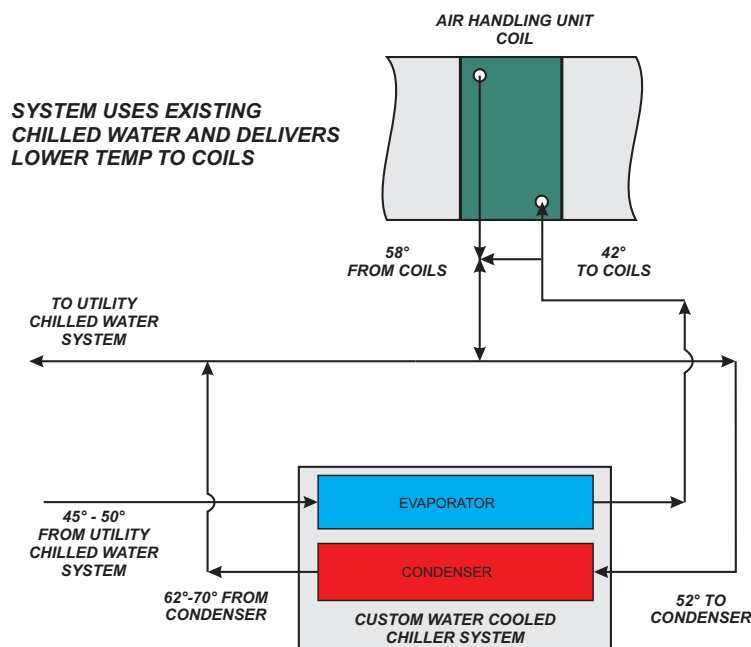 AIR HANDLING UNIT
COIL
SYSTEM USES EXISTING
CHILLED WATER AND DELIVERS
LOWER TEMP TO COILS
58°
FROM COILS
42°
TO COILS
TO UTILITY
CHILLED WATER
SYSTEM
EVAPORATOR
45° - 50°
FROM UTILITY
CHILLED WATER
SYSTEM
CONDENSER
62°-70° FROM
CONDENSER
52° TO
CONDENSER
CUSTOM WATER COOLED
CHILLER SYSTEM